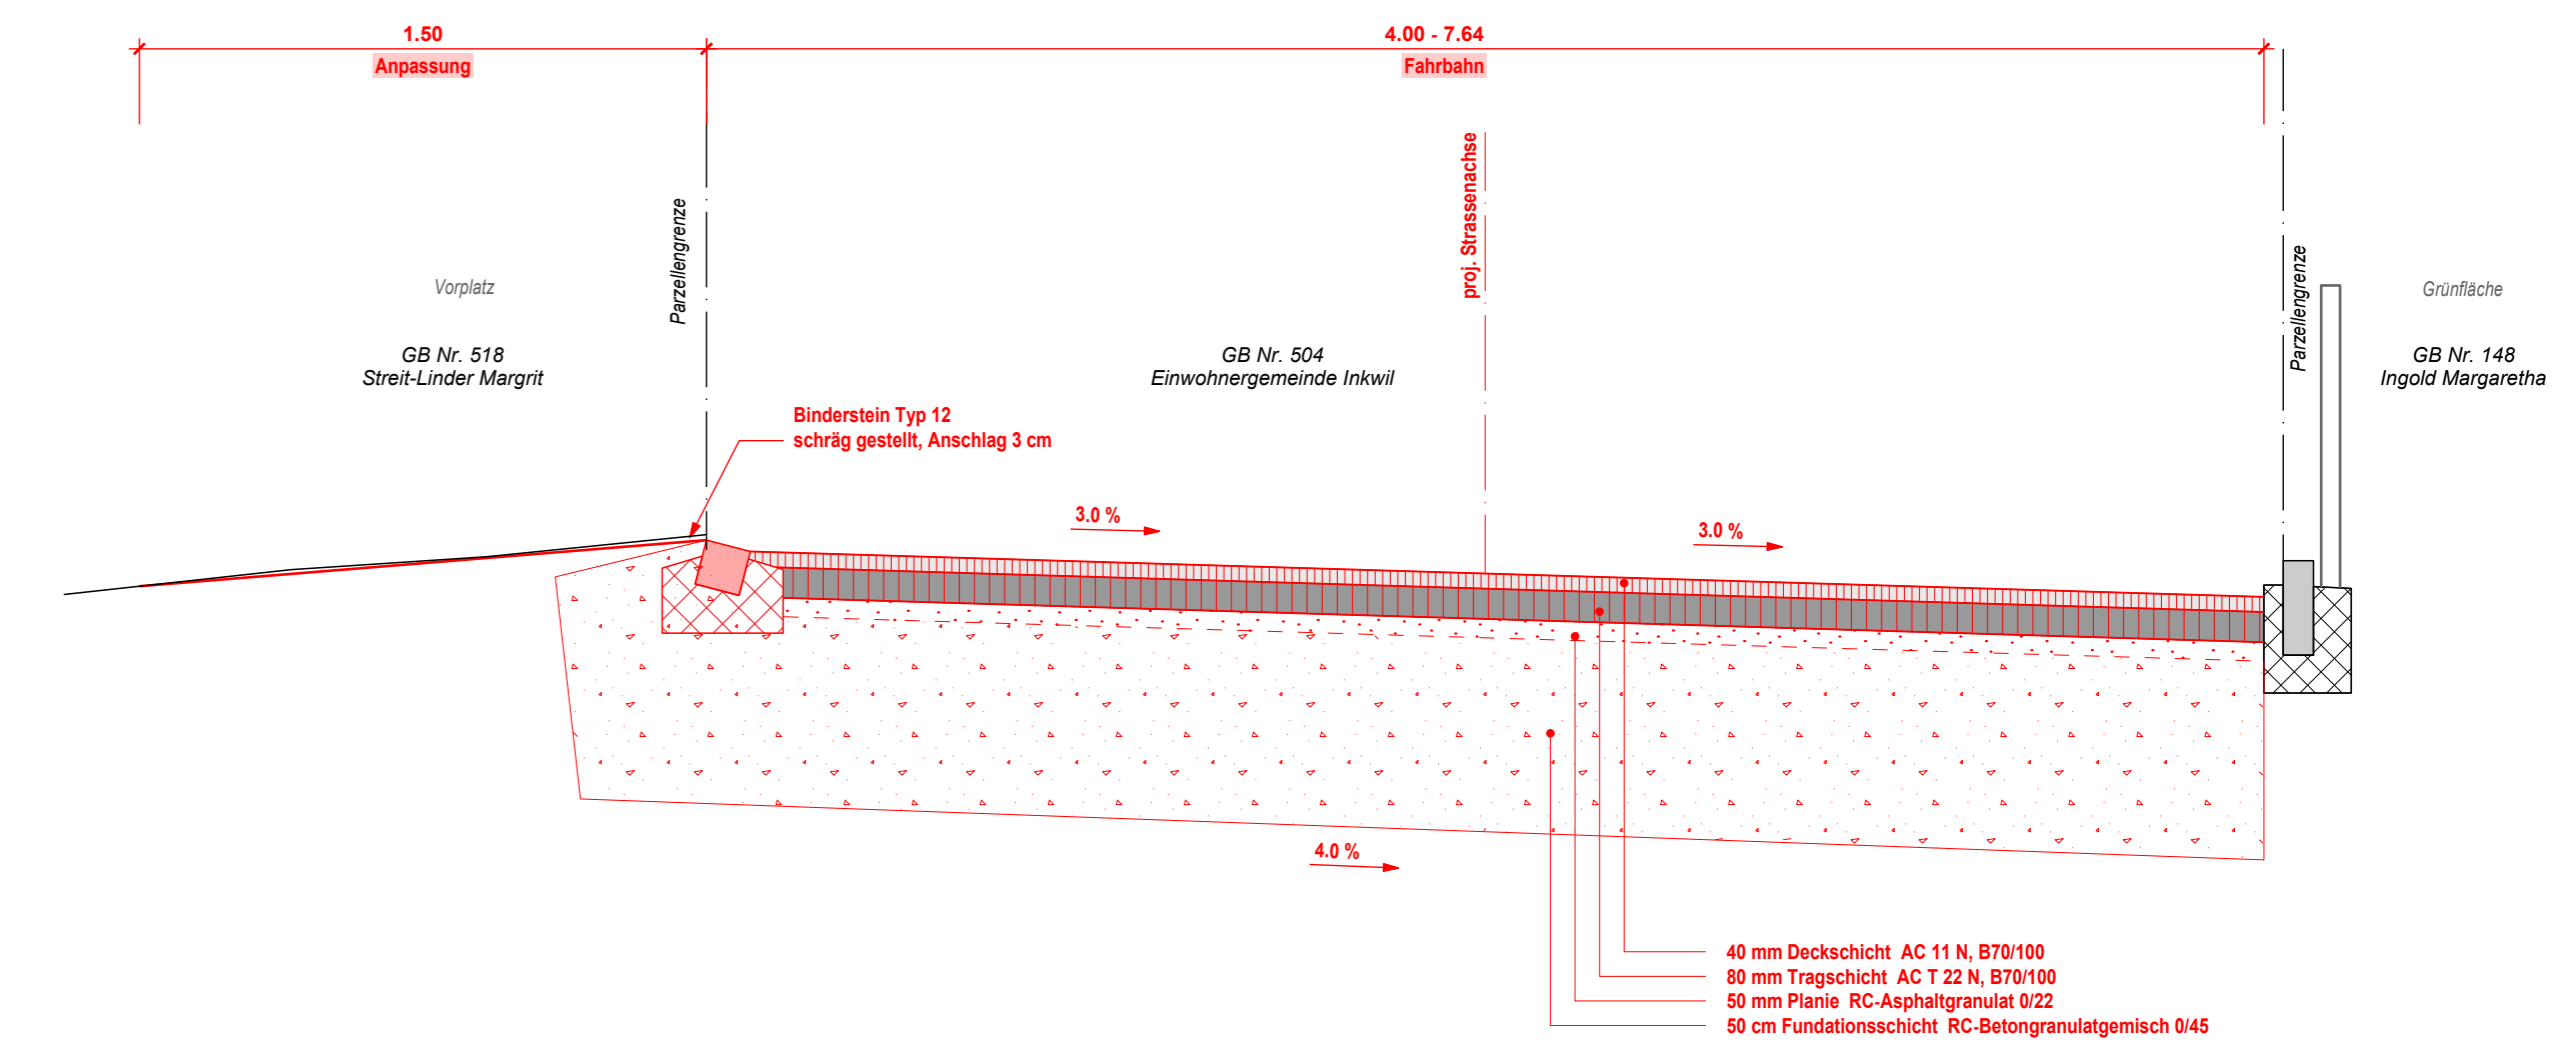 1.50
Anpassung
4.00 - 7.64
Fahrbahn
Parzellengrenze
proj. Strassenachse
Parzellengrenze
Vorplatz
GB Nr. 518
Streit-Linder Margrit
GB Nr. 504
Einwohnergemeinde Inkwil
Grünfläche
GB Nr. 148
Ingold Margaretha
Binderstein Typ 12
schräg gestellt, Anschlag 3 cm
3.0 %
3.0 %
4.0 %
40 mm Deckschicht AC 11 N, B70/100
80 mm Tragschicht AC T 22 N, B70/100
50 mm Planie RC-Asphaltgranulat 0/22
50 cm Fundationsschicht RC-Betongranulatgemisch 0/45